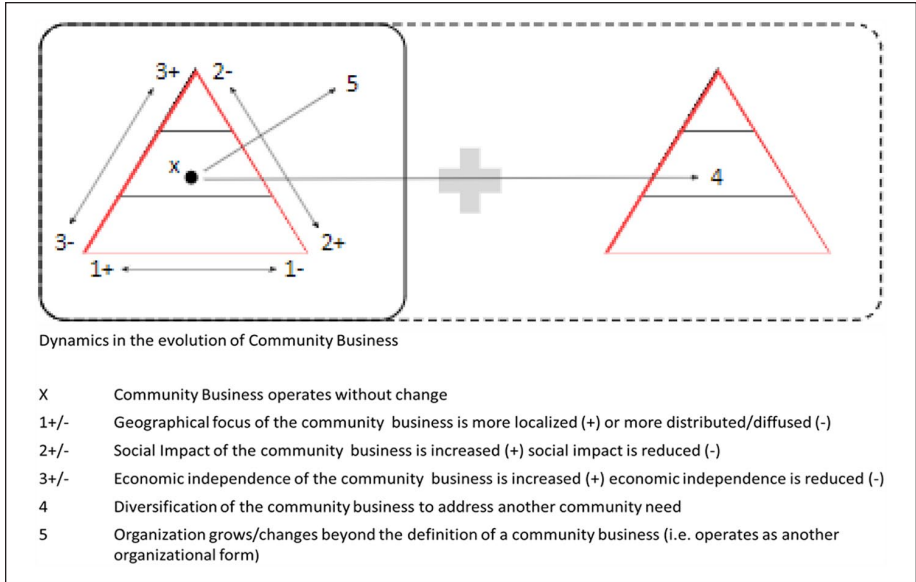 3+ 2- 5
X
4
3- 2+
1+ 1-
Dynamics in the evolution of Community Business
X Community Business operates without change
1+/- Geographical focus of the community business is more localized (+) or more distributed/diffused (-)
2+/- Social Impact of the community business is increased (+) social impact is reduced (-)
3+/- Economic independence of the community business is increased (+) economic independence is reduced (-)
4 Diversification of the community business to address another community need
5 Organization grows/changes beyond the definition of a community business (i.e. operates as another
organizational form)